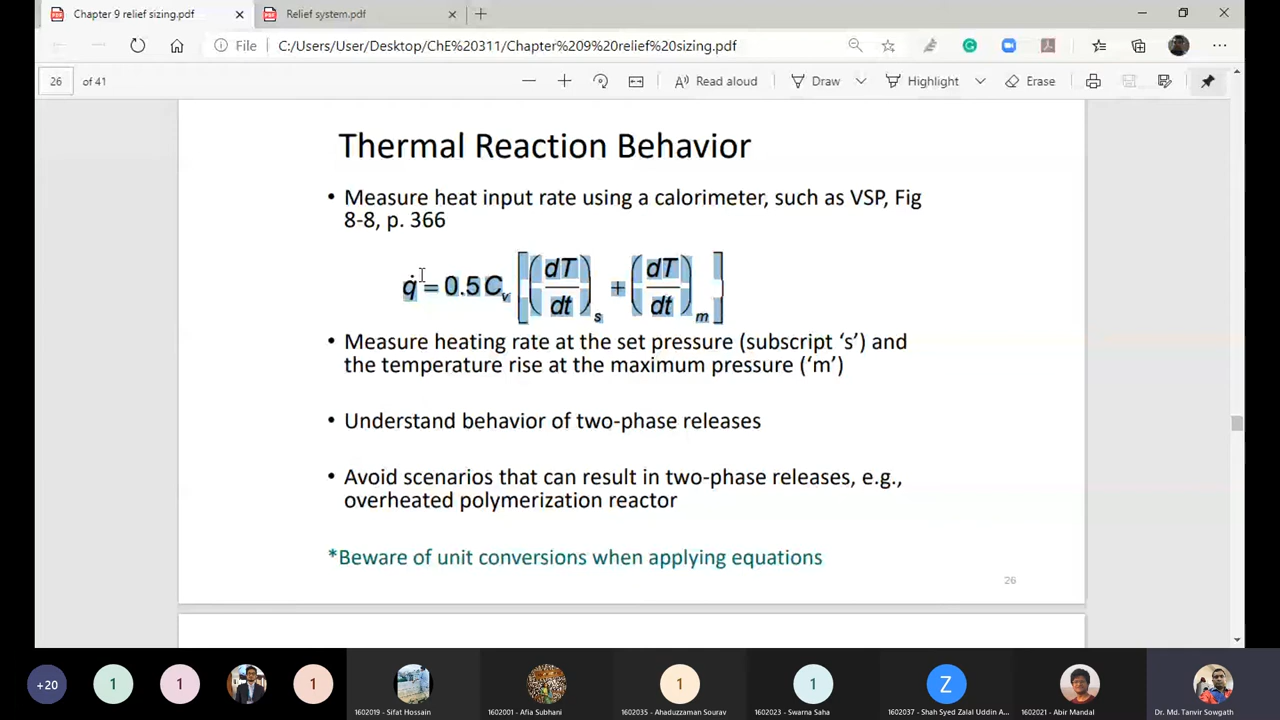 Chapter 9 relief sizing.pdf
Relief system.pdf
File
C:/Users/User/Desktop/ChE%20311/Chapter%209%20relief%20sizing.pdf
26
of 41
Read aloud
Draw
Highlight
Erase
Thermal Reaction Behavior
• Measure heat input rate using a calorimeter, such as VSP, Fig
8-8, p. 366
q̇ = 0.5 Cᵥ [(dT/dt)s + (dT/dt)m]
• Measure heating rate at the set pressure (subscript ‘s’) and
the temperature rise at the maximum pressure (‘m’)
• Understand behavior of two-phase releases
• Avoid scenarios that can result in two-phase releases, e.g.,
overheated polymerization reactor
*Beware of unit conversions when applying equations
26
+20
1
1
1
1
1
Z
1602019 - Sifat Hossain
1602001 - Afia Subhani
1602035 - Ahaduzzaman Sourav
1602023 - Swarna Saha
1602037 - Shah Syed Zalal Uddin A...
1602021 - Abir Mandal
Dr. Md. Tanvir Sowgath